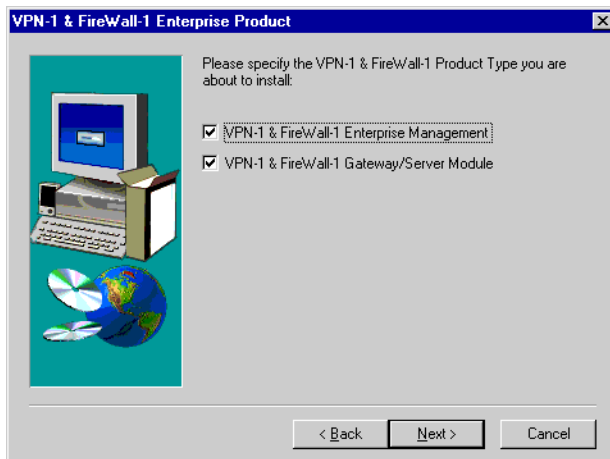 VPN-1 & FireWall-1 Enterprise Product
Please specify the VPN-1 & FireWall-1 Product Type you are
about to install:
VPN-1 & FireWall-1 Enterprise Management
VPN-1 & FireWall-1 Gateway/Server Module
< Back
Next >
Cancel